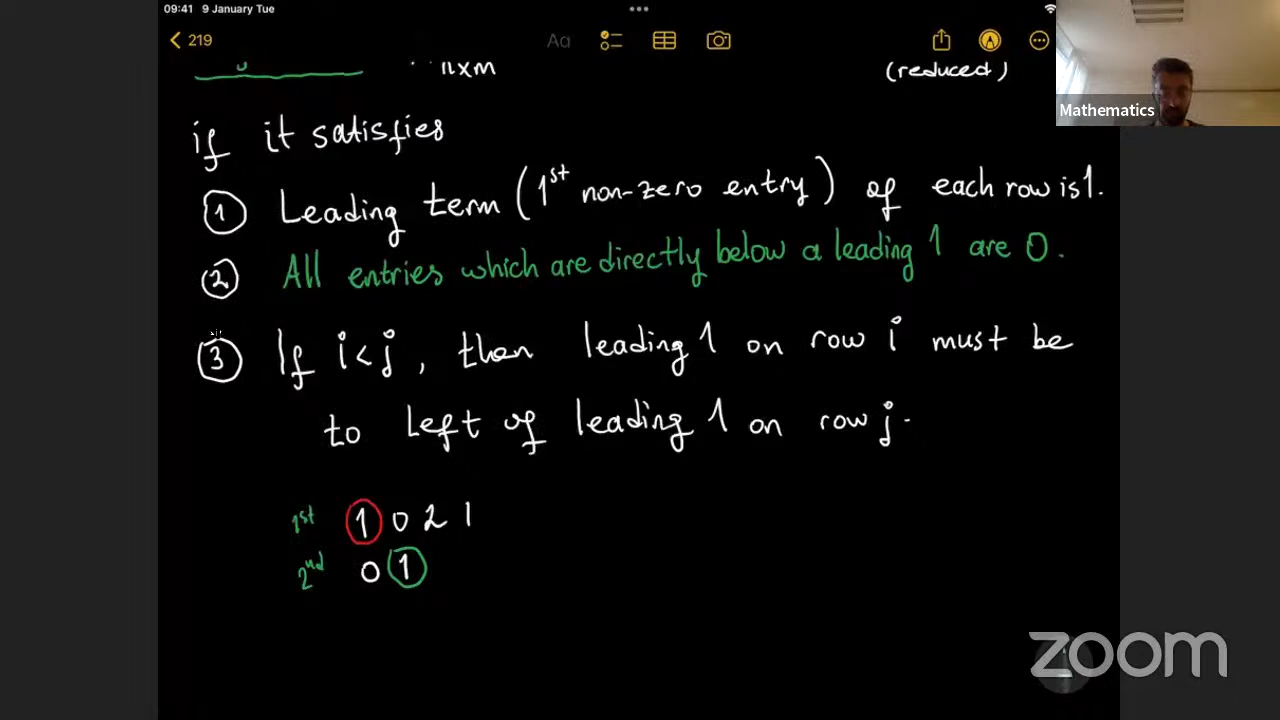 09:41 9 January Tue
219
Aa
nxm
(reduced)
if it satisfies
Mathematics
1 Leading term (1st non-zero entry) of each row is 1.
2 All entries which are directly below a leading 1 are 0.
3 If i < j, then leading 1 on row i must be
to left of leading 1 on row j.
1st 1 0 2 1
2nd 0 1
zoom